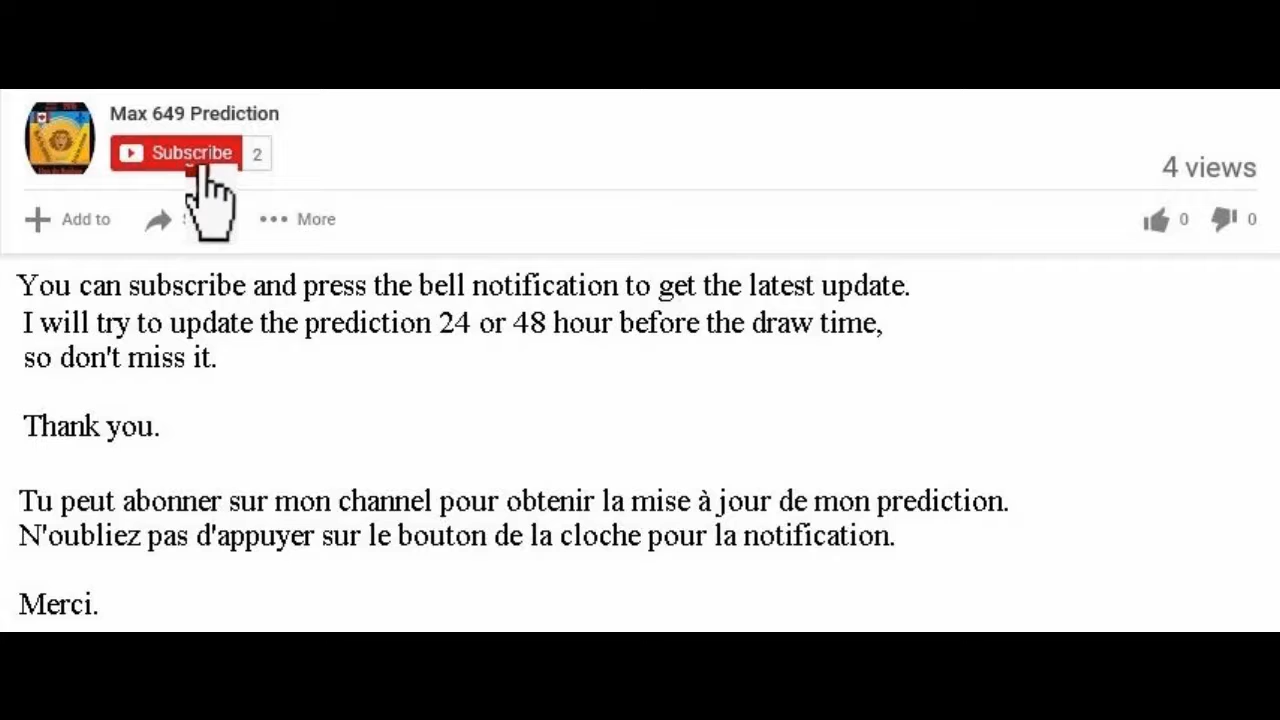 Max 649 Prediction
Subscribe 2
4 views
Add to
More
0 0
You can subscribe and press the bell notification to get the latest update.
I will try to update the prediction 24 or 48 hour before the draw time,
so don't miss it.
Thank you.
Tu peut abonner sur mon channel pour obtenir la mise à jour de mon prediction.
N'oubliez pas d'appuyer sur le bouton de la cloche pour la notification.
Merci.